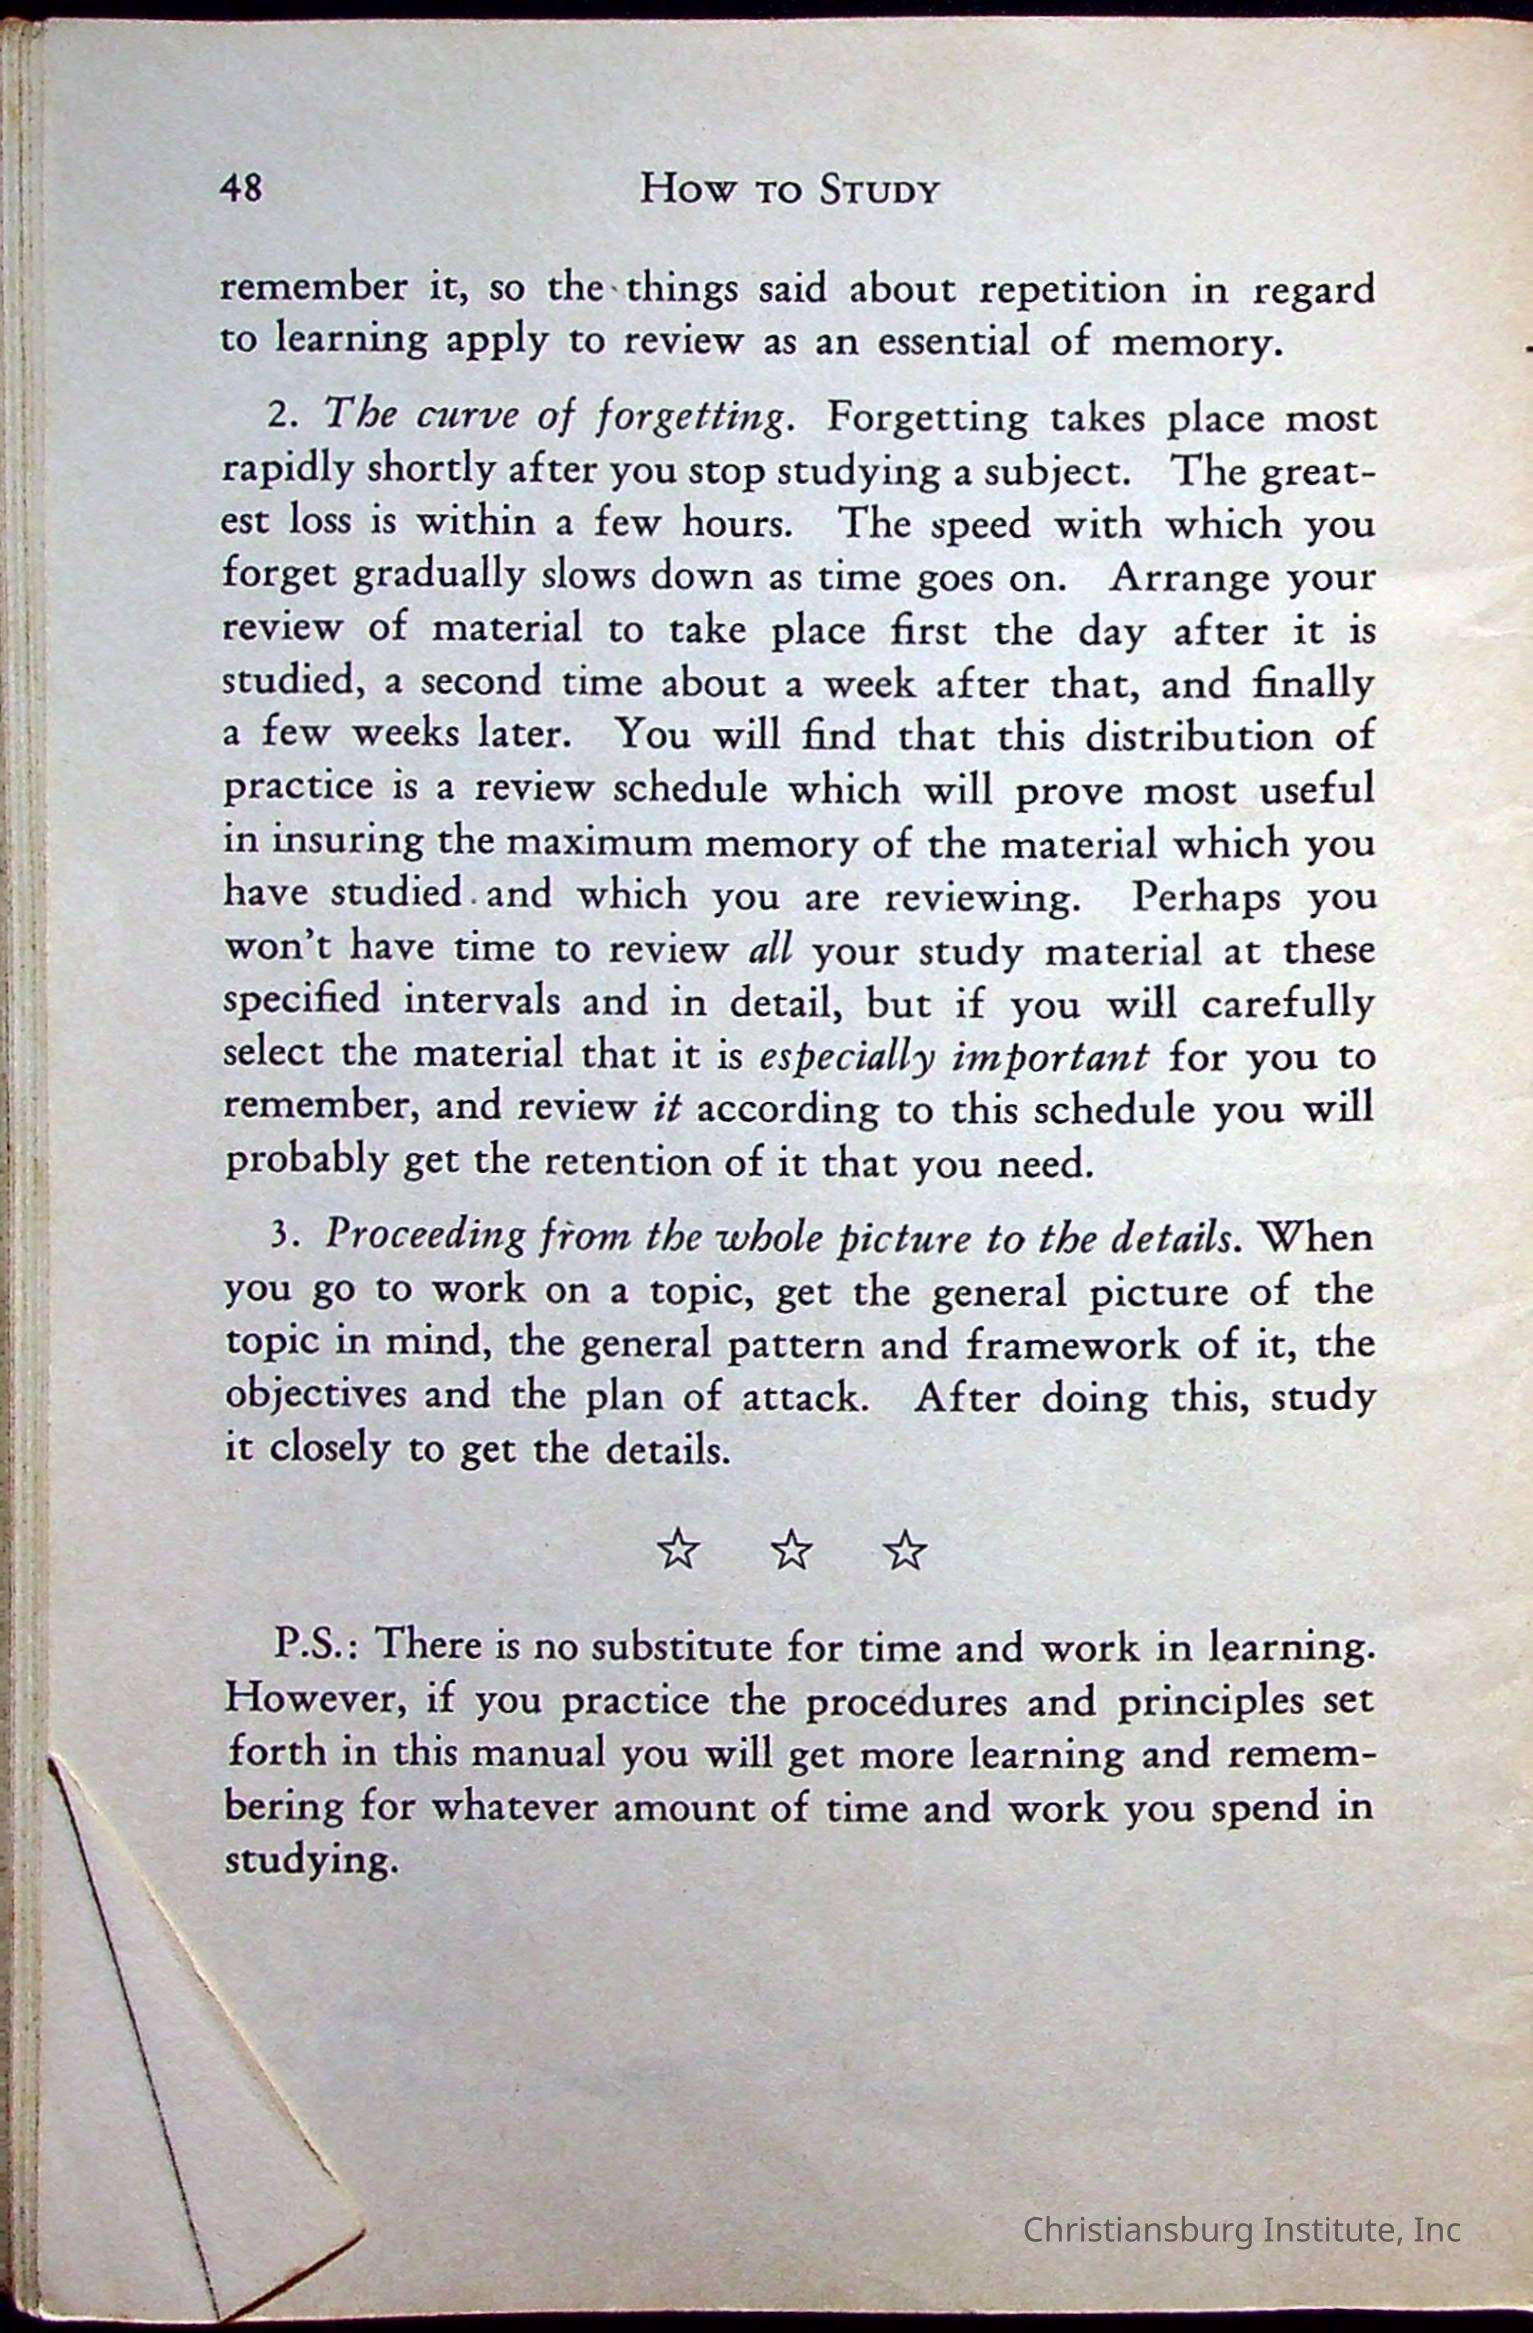 48 How to Study
remember it, so the things said about repetition in regard
to learning apply to review as an essential of memory.
2. The curve of forgetting. Forgetting takes place most
rapidly shortly after you stop studying a subject. The great-
est loss is within a few hours. The speed with which you
forget gradually slows down as time goes on. Arrange your
review of material to take place first the day after it is
studied, a second time about a week after that, and finally
a few weeks later. You will find that this distribution of
practice is a review schedule which will prove most useful
in insuring the maximum memory of the material which you
have studied and which you are reviewing. Perhaps you
won't have time to review all your study material at these
specified intervals and in detail, but if you will carefully
select the material that it is especially important for you to
remember, and review it according to this schedule you will
probably get the retention of it that you need.
3. Proceeding from the whole picture to the details. When
you go to work on a topic, get the general picture of the
topic in mind, the general pattern and framework of it, the
objectives and the plan of attack. After doing this, study
it closely to get the details.
☆ ☆ ☆
P.S.: There is no substitute for time and work in learning.
However, if you practice the procedures and principles set
forth in this manual you will get more learning and remem-
bering for whatever amount of time and work you spend in
studying.
Christiansburg Institute, Inc